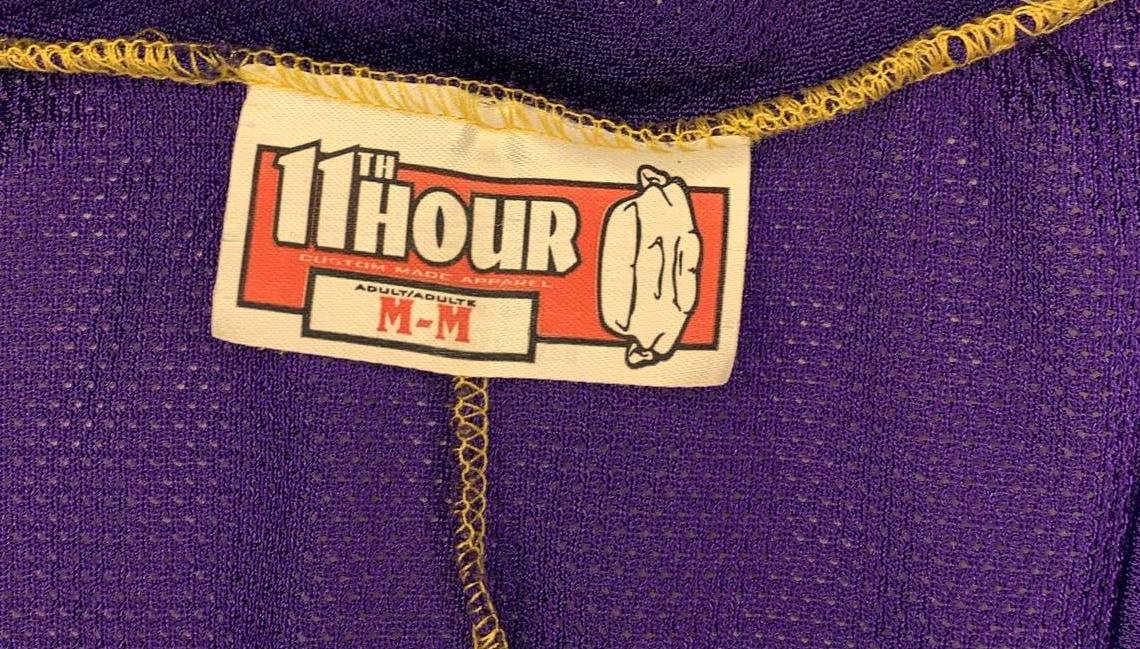 11TH HOUR
CUSTOM MADE APPAREL
ADULT/ADULTE
M-M